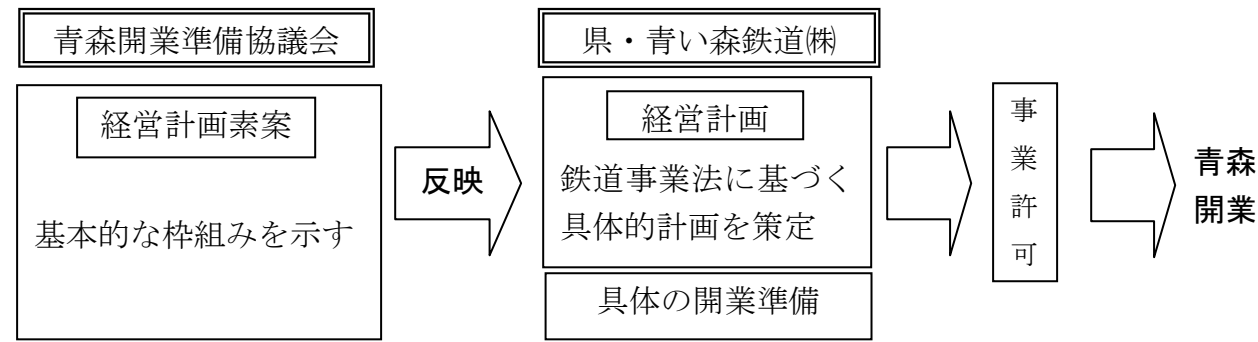 青森開業準備協議会
経営計画素案
基本的な枠組みを示す
反映
県・青い森鉄道㈱
経営計画
鉄道事業法に基づく
具体的計画を策定
具体の開業準備
事業許可
青森
開業